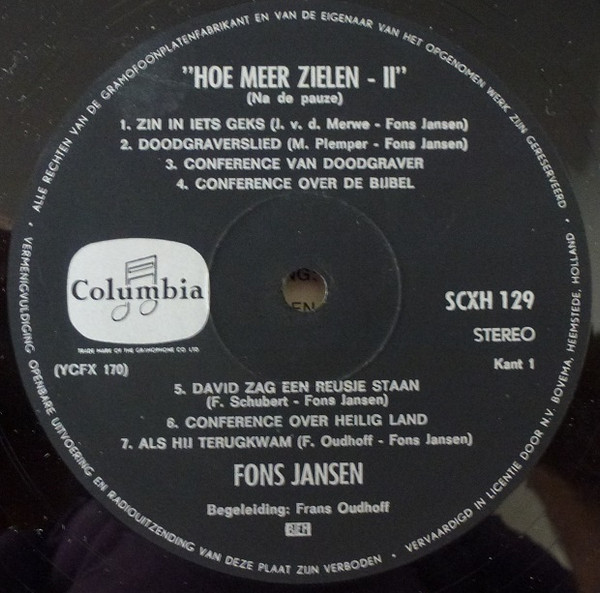 ALLE RECHTEN VAN DE GRAMOFOONPLATENFABRIKANT EN VAN DE EIGENAAR VAN HET OPGENOMEN WERK ZIJN GERESERVEERD
"HOE MEER ZIELEN - II"
(Na de pauze)
1. ZIN IN IETS GEKS (J. v. d. Merwe - Fons Jansen)
2. DOODGRAVERSLIED (M. Plemper - Fons Jansen)
3. CONFERENCE VAN DOODGRAVER
4. CONFERENCE OVER DE BIJBEL
NG:
EN
Columbia
TRADE MARK OF THE GRAMOPHONE CO. LTD.
(YCFX 170)
SCXH 129
STEREO
Kant 1
5. DAVID ZAG EEN REUSJE STAAN
(F. Schubert - Fons Jansen)
6. CONFERENCE OVER HEILIG LAND
7. ALS HIJ TERUGKWAM (F. Oudhoff - Fons Jansen)
FONS JANSEN
Begeleiding: Frans Oudhoff
BIEM
VERMENIGVULDIGING OPENBARE UITVOERING EN RADIOUITZENDING VAN DEZE PLAAT ZIJN VERBODEN •
VERVAARDIGD IN LICENTIE DOOR N.V. BOVEMA, HEEMSTEDE, HOLLAND •